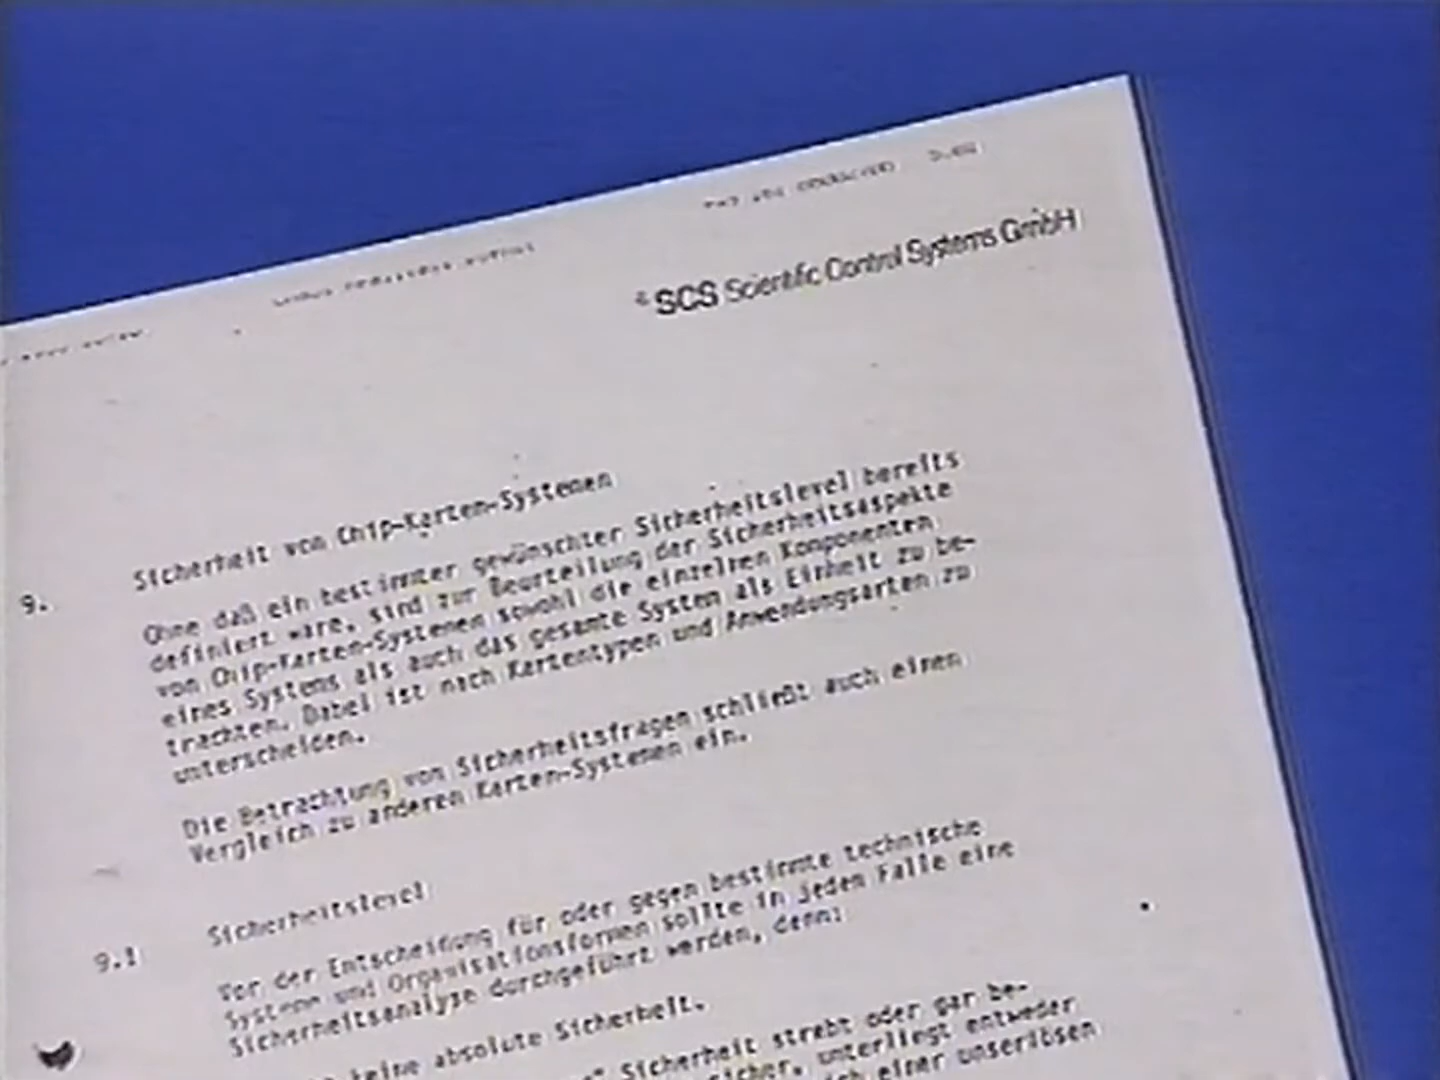 SCS Scientific Control Systems GmbH
9. Sicherheit von Chip-Karten-Systemen
Ohne daß ein bestimmter gewünschter Sicherheitslevel bereits
definiert wäre, sind zur Beurteilung der Sicherheitsaspekte
von Chip-Karten-Systemen sowohl die einzelnen Komponenten
eines Systems als auch das gesamte System als Einheit zu be-
trachten. Dabei ist nach Kartentypen und Anwendungsarten zu
unterscheiden.
Die Betrachtung von Sicherheitsfragen schließt auch einen
Vergleich zu anderen Karten-Systemen ein.
9.1 Sicherheitslevel
Vor der Entscheidung für oder gegen bestimmte technische
Systeme und Organisationsformen sollte in jedem Falle eine
Sicherheitsanalyse durchgeführt werden, denn:
keine absolute Sicherheit.
Sicherheit strebt oder gar be-
sicher, unterliegt entweder
einer unseriösen